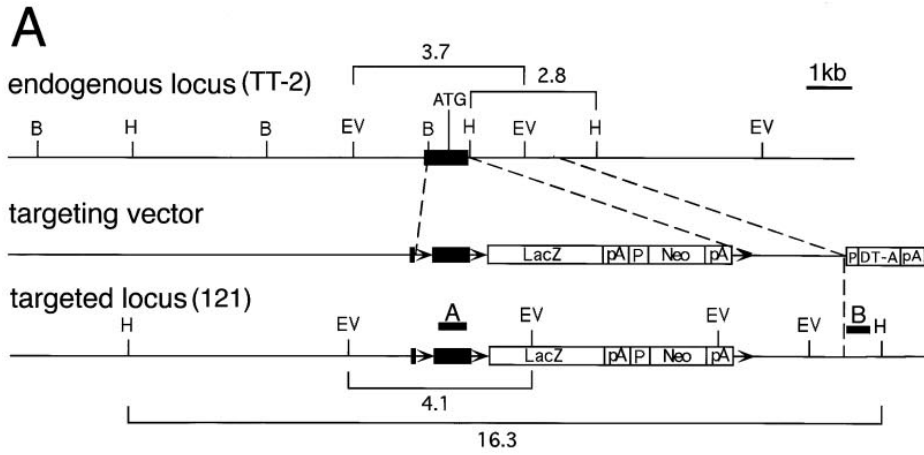 A
3.7
endogenous locus (TT-2)
2.8
1kb
ATG
B H B EV B H EV H EV
targeting vector
LacZ pA P Neo pA P DT-A pA
targeted locus (121)
H EV A EV EV EV B H
LacZ pA P Neo pA
4.1
16.3